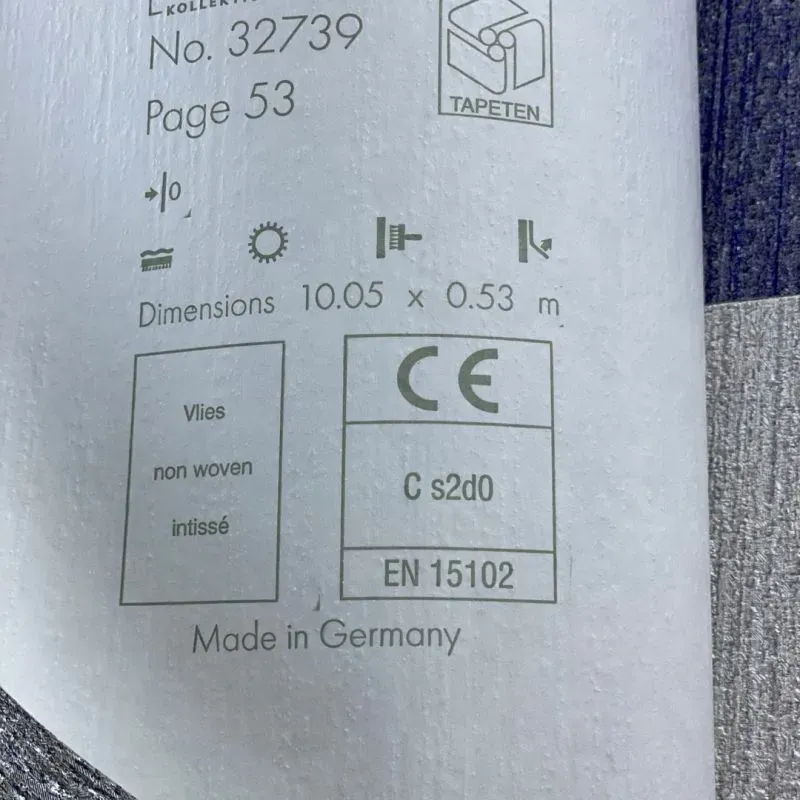 No. 32739
Page 53
TAPETEN
0
Dimensions 10.05 x 0.53 m
Vlies
non woven
intissé
CE
C s2d0
EN 15102
Made in Germany